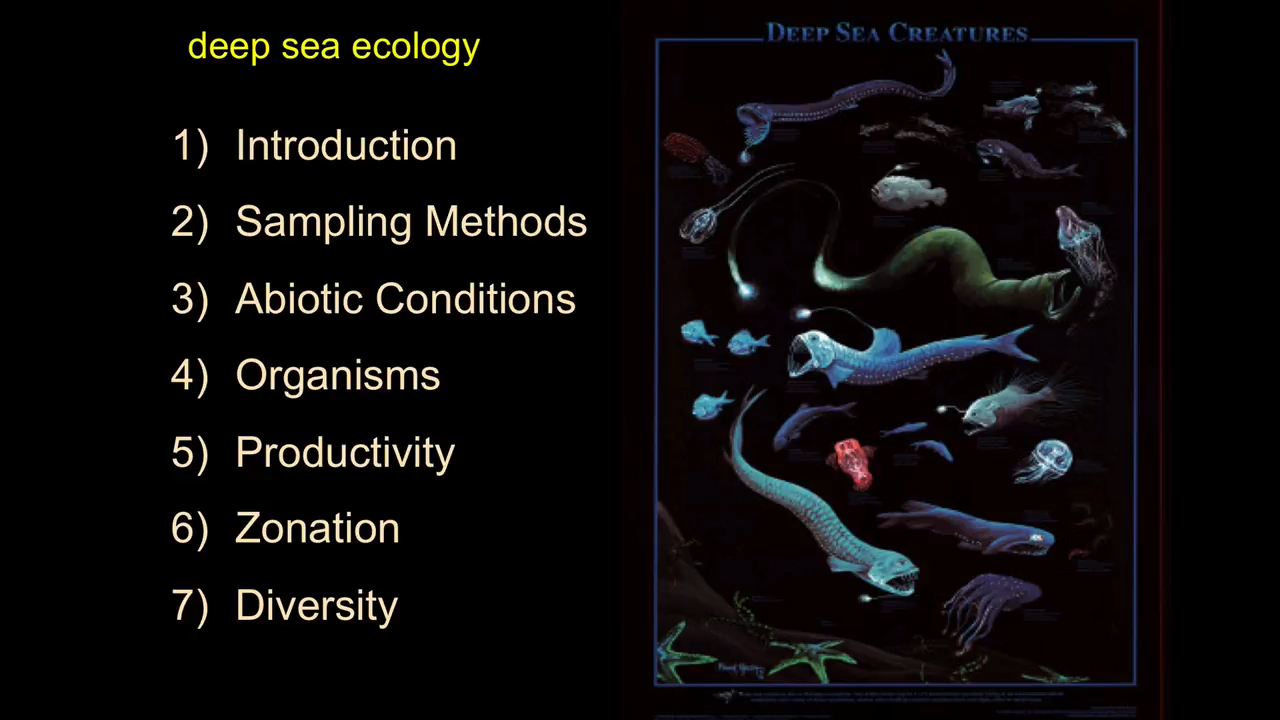 deep sea ecology
1) Introduction
2) Sampling Methods
3) Abiotic Conditions
4) Organisms
5) Productivity
6) Zonation
7) Diversity
DEEP SEA CREATURES